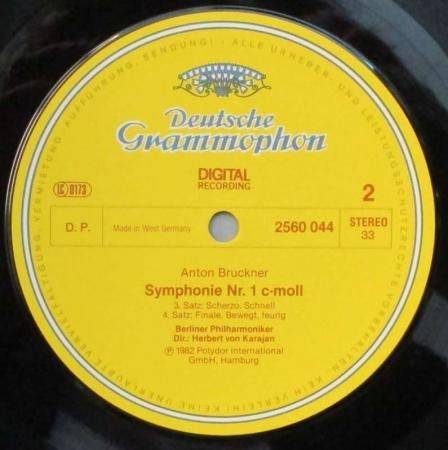 VERMIETUNG, AUFFÜHRUNG, SENDUNG! - ALLE URHEBER- UND LEISTUNGSSCHUTZRECHTE VORBEHALTEN. KEIN VERLEIH! KEINE UNERLAUBTE VERVIELFÄLTIGUNG,
Deutsche
Grammophon
DIGITAL
RECORDING
LC 0173
2
D. P.
Made in West Germany
2560 044
STEREO
33
Anton Bruckner
Symphonie Nr. 1 c-moll
3. Satz: Scherzo. Schnell
4. Satz: Finale. Bewegt, feurig
Berliner Philharmoniker
Dir.: Herbert von Karajan
Ⓟ 1982 Polydor International
GmbH, Hamburg